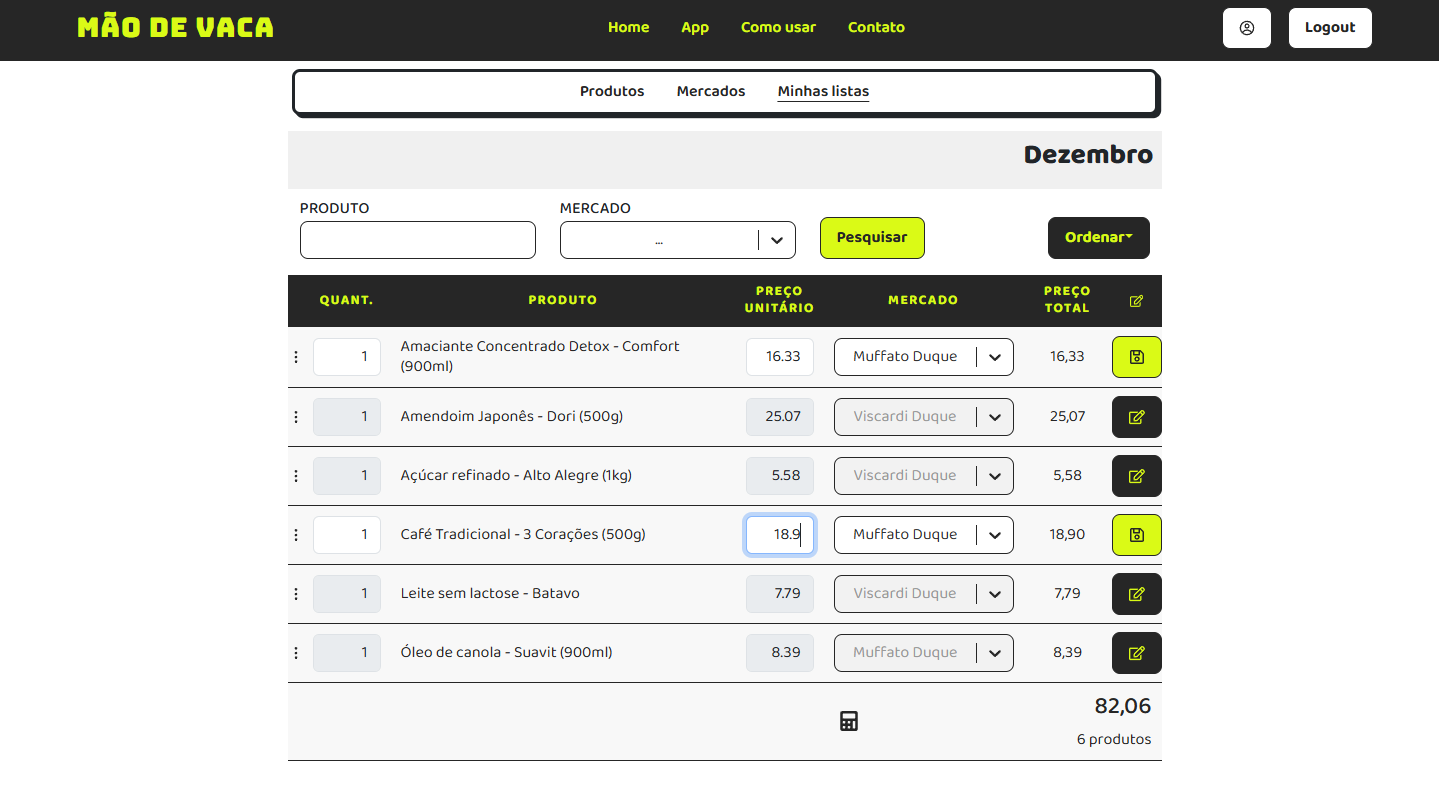 MÃO DE VACA
Home App Como usar Contato
Logout
Produtos Mercados Minhas listas
Dezembro
PRODUTO MERCADO
... Pesquisar Ordenar
QUANT. PRODUTO PREÇO UNITÁRIO MERCADO PREÇO TOTAL
1 Amaciante Concentrado Detox - Comfort (900ml) 16.33 Muffato Duque 16,33
1 Amendoim Japonês - Dori (500g) 25.07 Viscardi Duque 25,07
1 Açúcar refinado - Alto Alegre (1kg) 5.58 Viscardi Duque 5,58
1 Café Tradicional - 3 Corações (500g) 18.9 Muffato Duque 18,90
1 Leite sem lactose - Batavo 7.79 Viscardi Duque 7,79
1 Óleo de canola - Suavit (900ml) 8.39 Muffato Duque 8,39
82,06
6 produtos